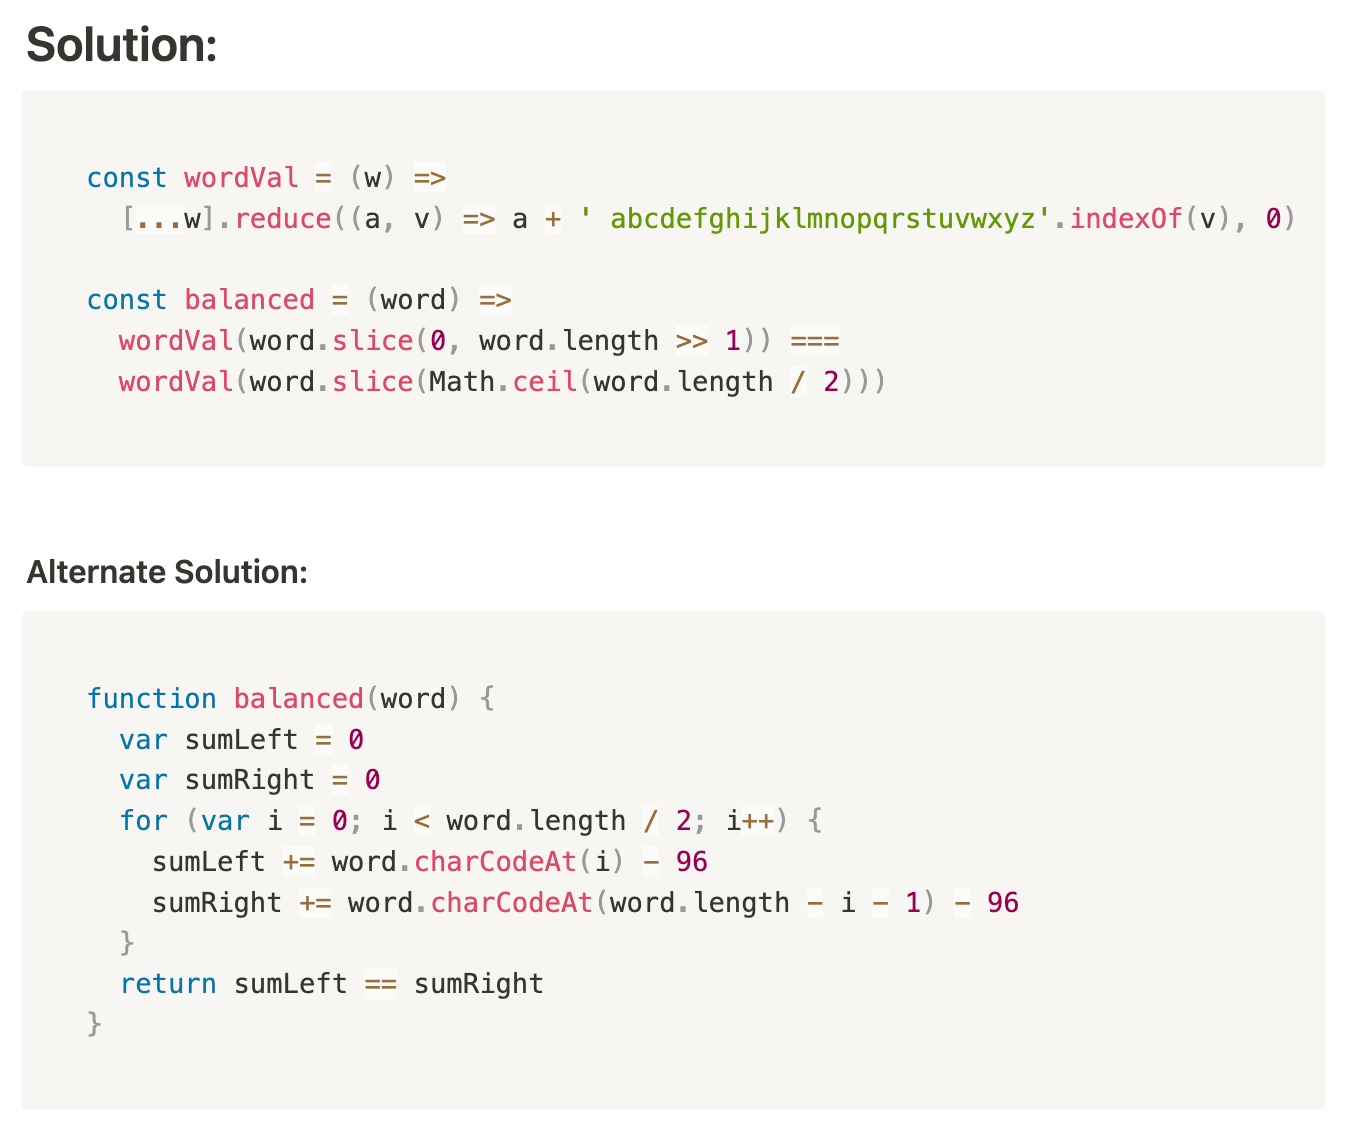 Solution:
const wordVal = (w) =>
  [...w].reduce((a, v) => a + ' abcdefghijklmnopqrstuvwxyz'.indexOf(v), 0)
const balanced = (word) =>
  wordVal(word.slice(0, word.length >> 1)) ===
  wordVal(word.slice(Math.ceil(word.length / 2)))
Alternate Solution:
function balanced(word) {
  var sumLeft = 0
  var sumRight = 0
  for (var i = 0; i < word.length / 2; i++) {
    sumLeft += word.charCodeAt(i) - 96
    sumRight += word.charCodeAt(word.length - i - 1) - 96
  }
  return sumLeft == sumRight
}